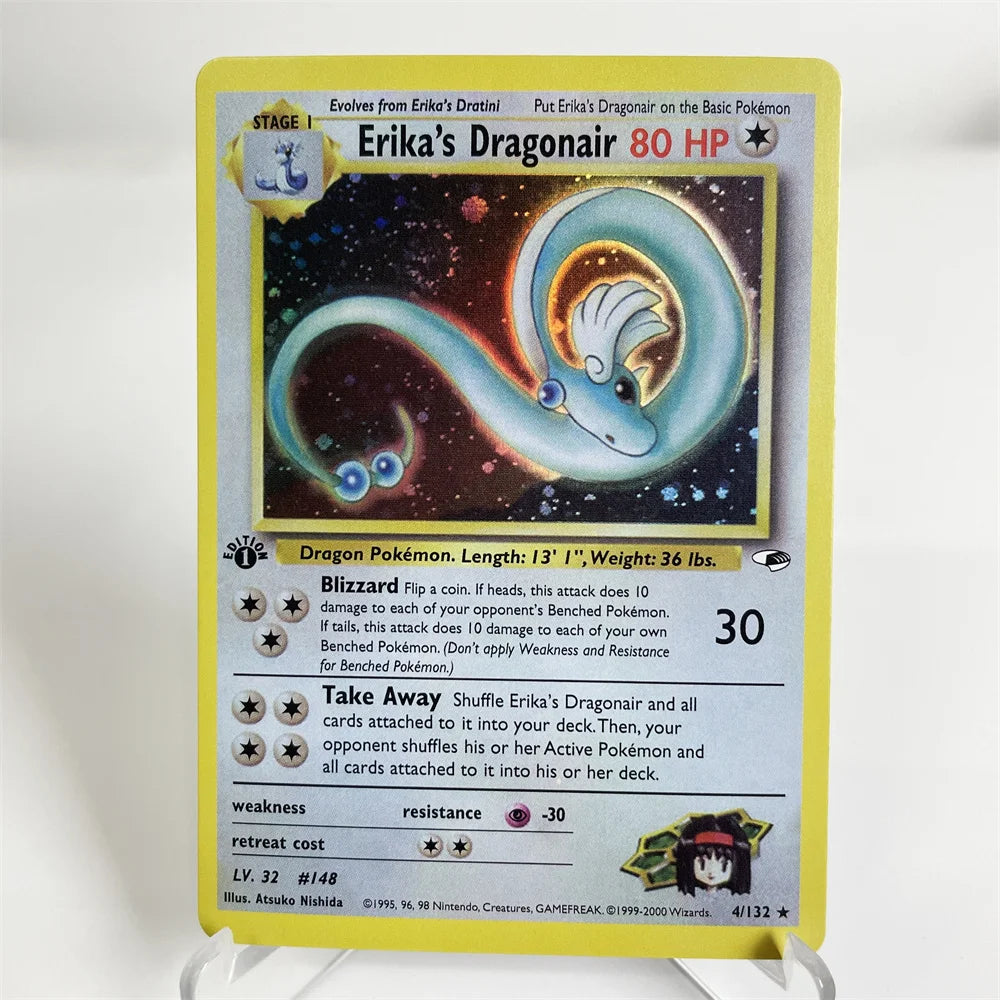 Evolves from Erika's Dratini Put Erika's Dragonair on the Basic Pokémon
STAGE 1
Erika's Dragonair 80 HP
EDITION
1
Dragon Pokémon. Length: 13' 1", Weight: 36 lbs.
Blizzard Flip a coin. If heads, this attack does 10
damage to each of your opponent's Benched Pokémon.
If tails, this attack does 10 damage to each of your own
Benched Pokémon. (Don't apply Weakness and Resistance
for Benched Pokémon.)
30
Take Away Shuffle Erika's Dragonair and all
cards attached to it into your deck. Then, your
opponent shuffles his or her Active Pokémon and
all cards attached to it into his or her deck.
weakness
resistance -30
retreat cost
LV. 32 #148
Illus. Atsuko Nishida ©1995, 96, 98 Nintendo, Creatures, GAMEFREAK. ©1999-2000 Wizards. 4/132 ★